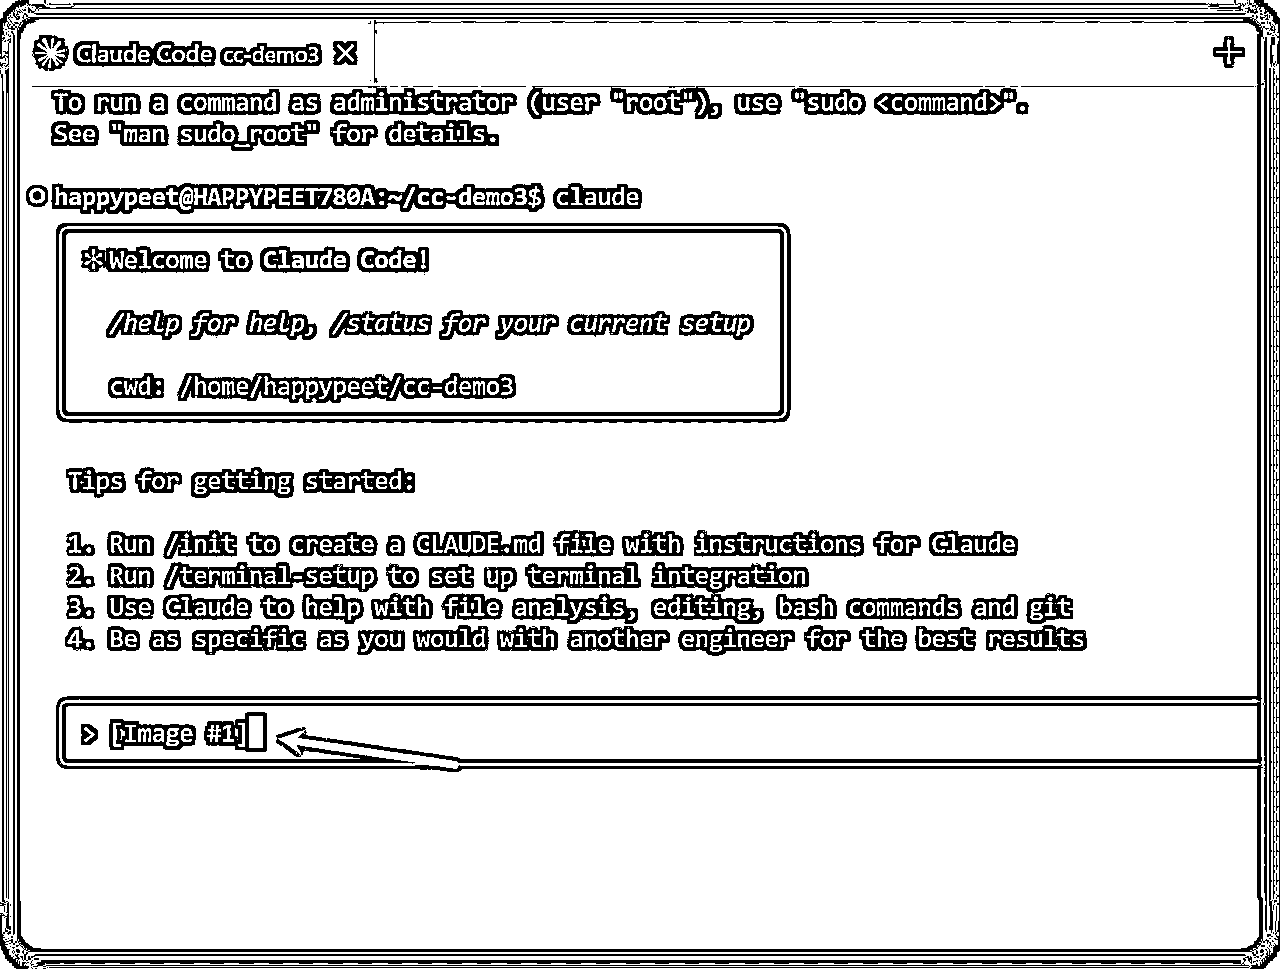 Claude Code cc-demo3
To run a command as administrator (user "root"), use "sudo <command>".
See "man sudo_root" for details.
happypeet@HAPPYPEET780A:~/cc-demo3$ claude
Welcome to Claude Code!
/help for help, /status for your current setup
cwd: /home/happypeet/cc-demo3
Tips for getting started:
1. Run /init to create a CLAUDE.md file with instructions for Claude
2. Run /terminal-setup to set up terminal integration
3. Use Claude to help with file analysis, editing, bash commands and git
4. Be as specific as you would with another engineer for the best results
> [Image #1]